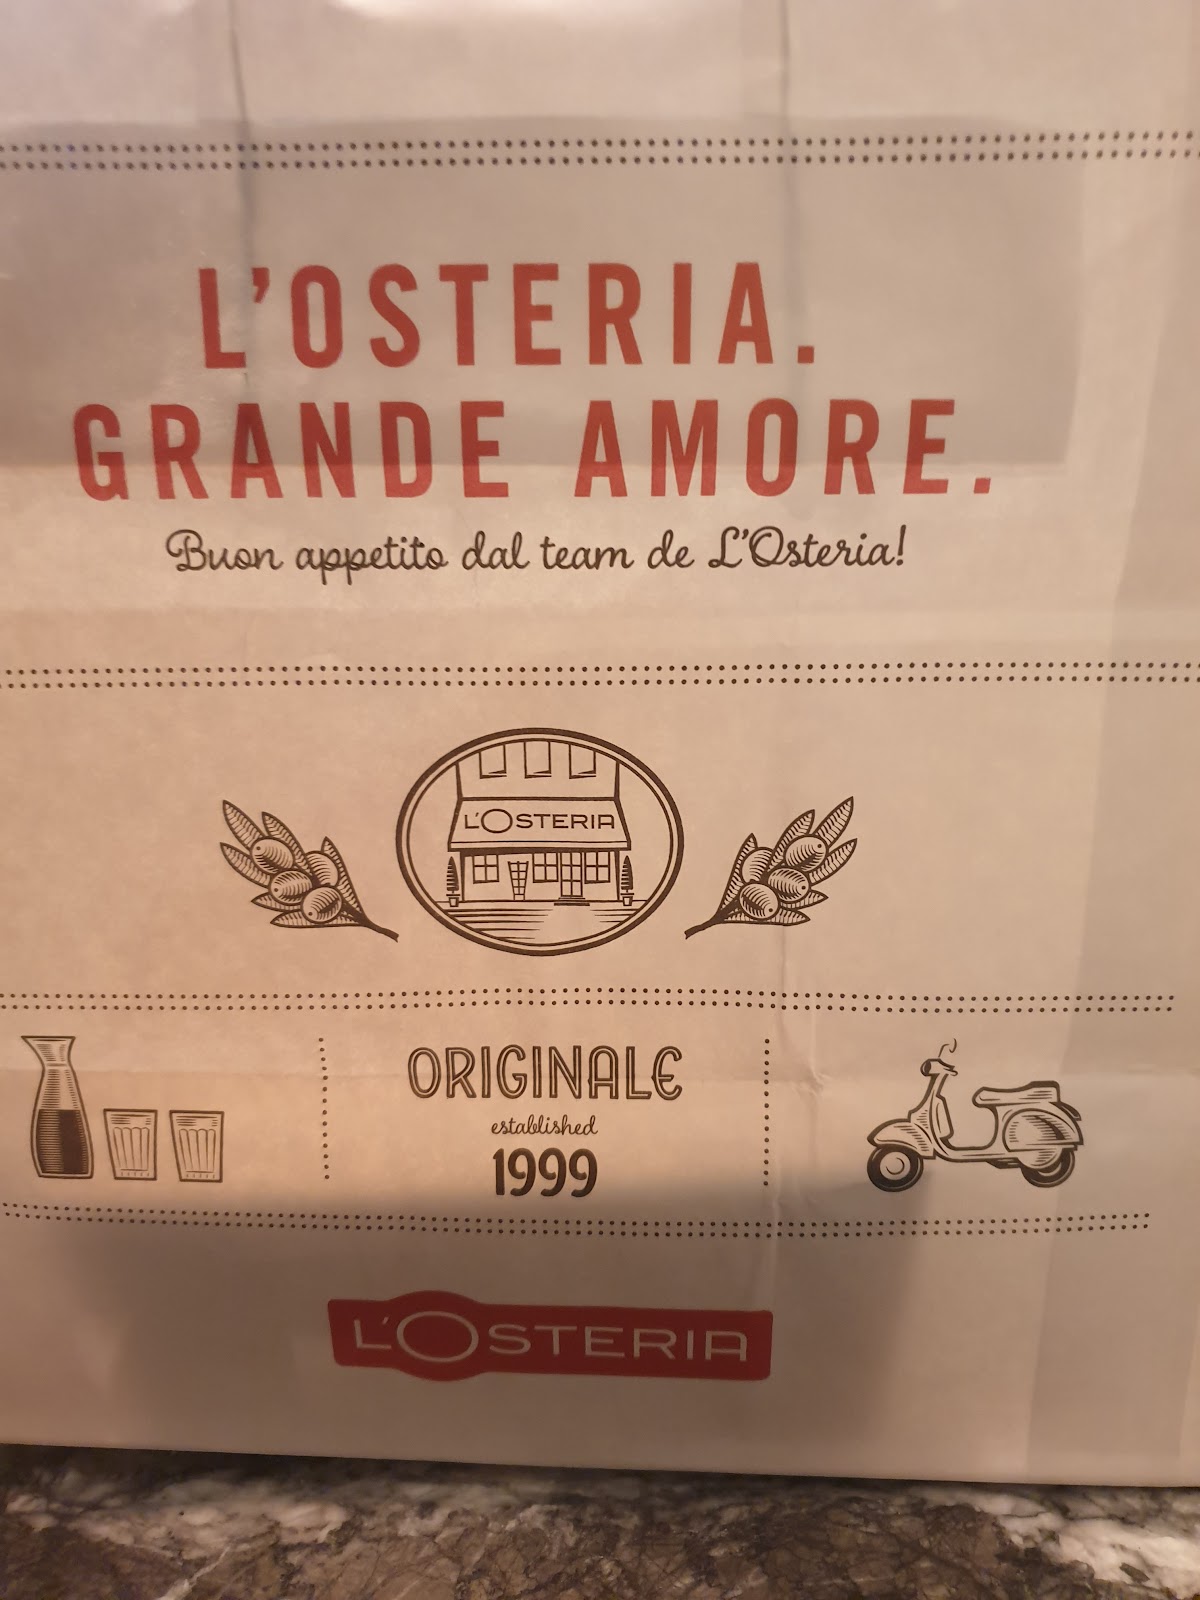 L'OSTERIA.
GRANDE AMORE.
Buon appetito dal team de L'Osteria!
L'OSTERIA
ORIGINALE
established
1999
L'OSTERIA